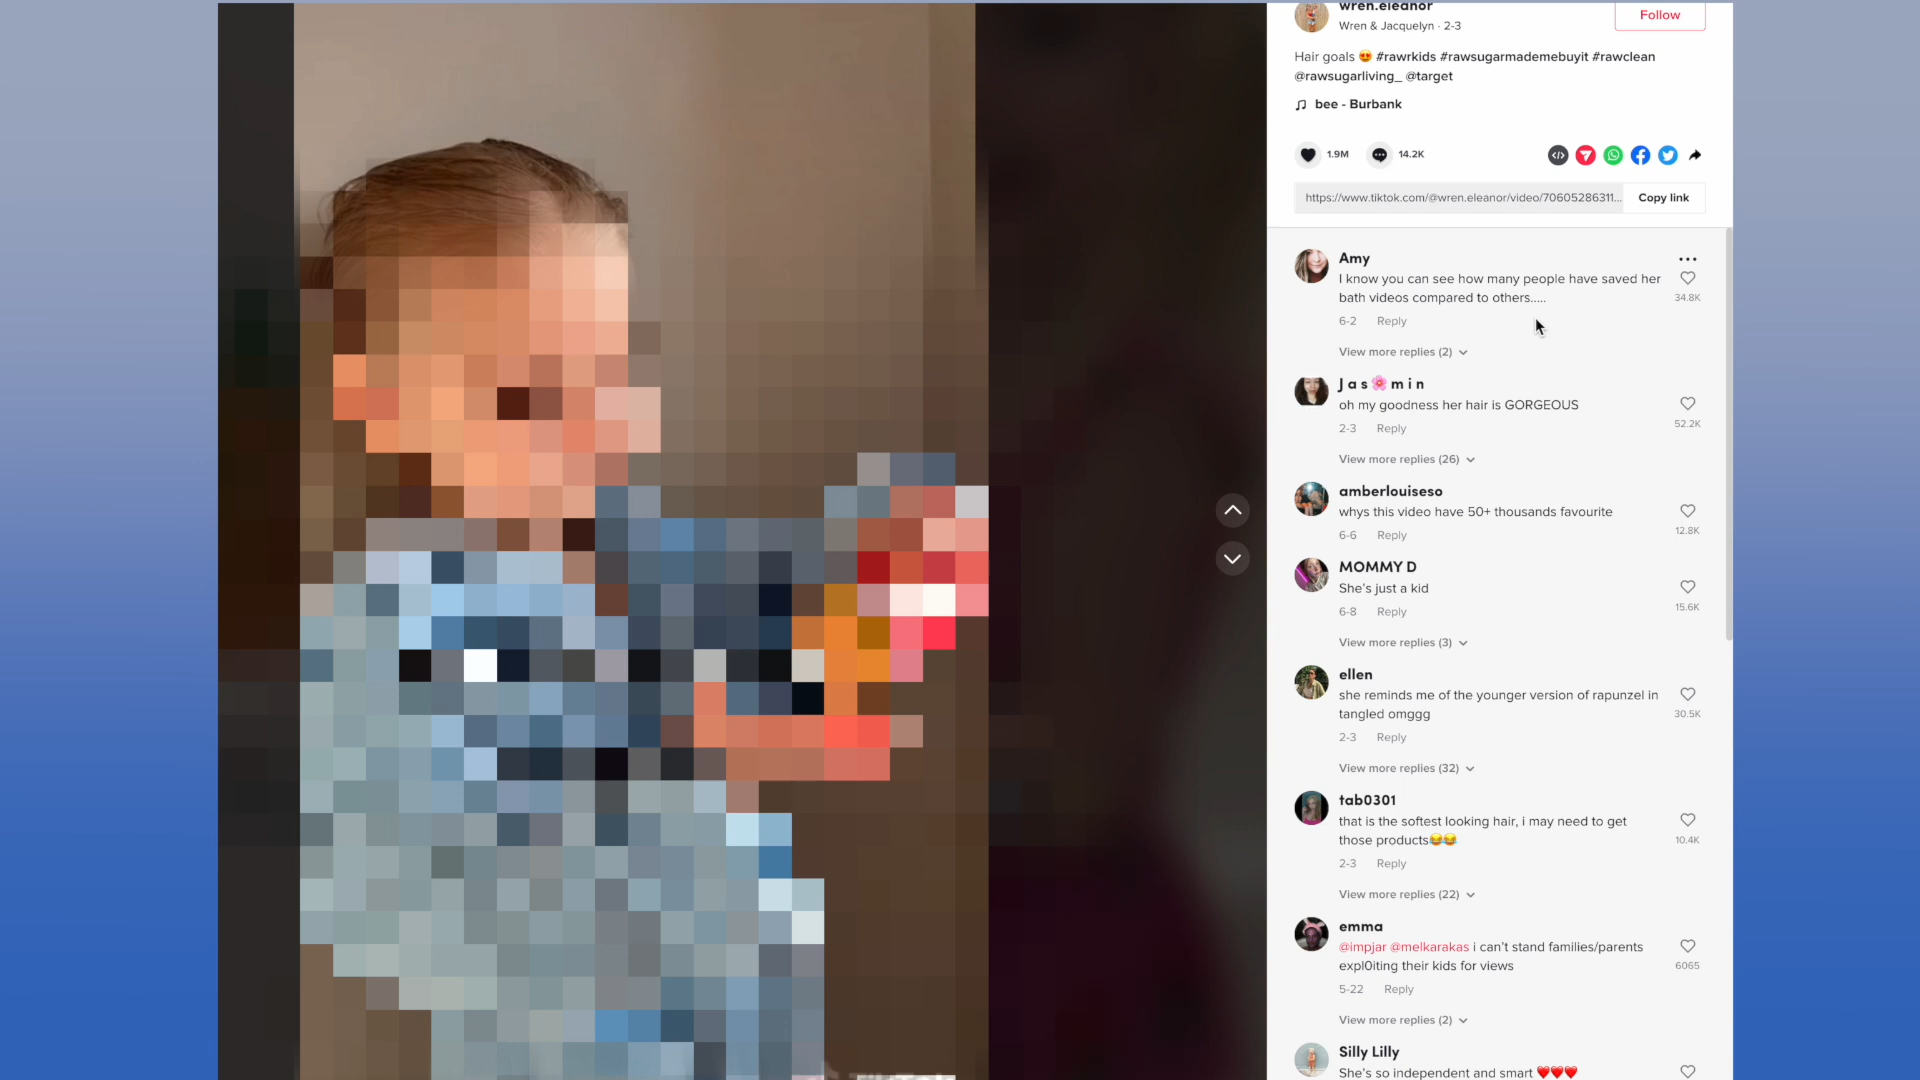 wren.eleanor
Wren & Jacquelyn · 2-3
Follow
Hair goals 😍 #rawrkids #rawsugarmademebuyit #rawclean
@rawsugarliving_ @target
bee - Burbank
1.9M
14.2K
https://www.tiktok.com/@wren.eleanor/video/70605286311...
Copy link
Amy
I know you can see how many people have saved her
bath videos compared to others.....
34.8K
6-2 Reply
View more replies (2)
J a s 🌸 m i n
oh my goodness her hair is GORGEOUS
52.2K
2-3 Reply
View more replies (26)
amberlouiseso
whys this video have 50+ thousands favourite
12.8K
6-6 Reply
MOMMY D
She's just a kid
15.6K
6-8 Reply
View more replies (3)
ellen
she reminds me of the younger version of rapunzel in
tangled omggg
30.5K
2-3 Reply
View more replies (32)
tab0301
that is the softest looking hair, i may need to get
those products😂😂
10.4K
2-3 Reply
View more replies (22)
emma
@impjar @melkarakas i can't stand families/parents
expl0iting their kids for views
6065
5-22 Reply
View more replies (2)
Silly Lilly
She's so independent and smart ❤️❤️❤️